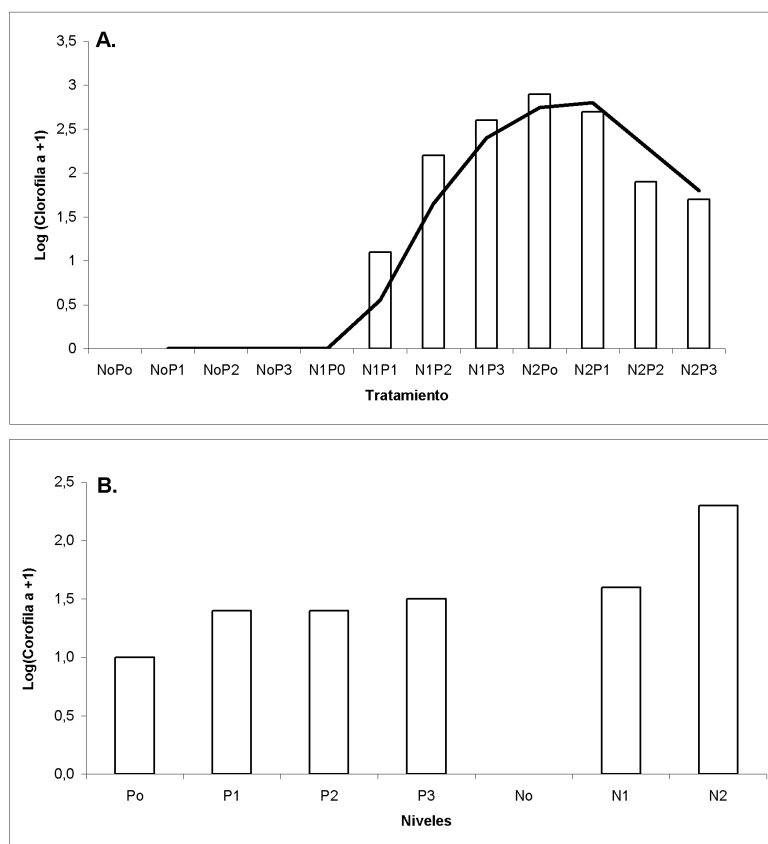 A.
3,5
3
2,5
2
1,5
1
0,5
0
Log (Clorofila a +1)
NoPo NoP1 NoP2 NoP3 N1P0 N1P1 N1P2 N1P3 N2Po N2P1 N2P2 N2P3
Tratamiento
B.
2,5
2,0
1,5
1,0
0,5
0,0
Log(Corofila a +1)
Po P1 P2 P3 No N1 N2
Niveles